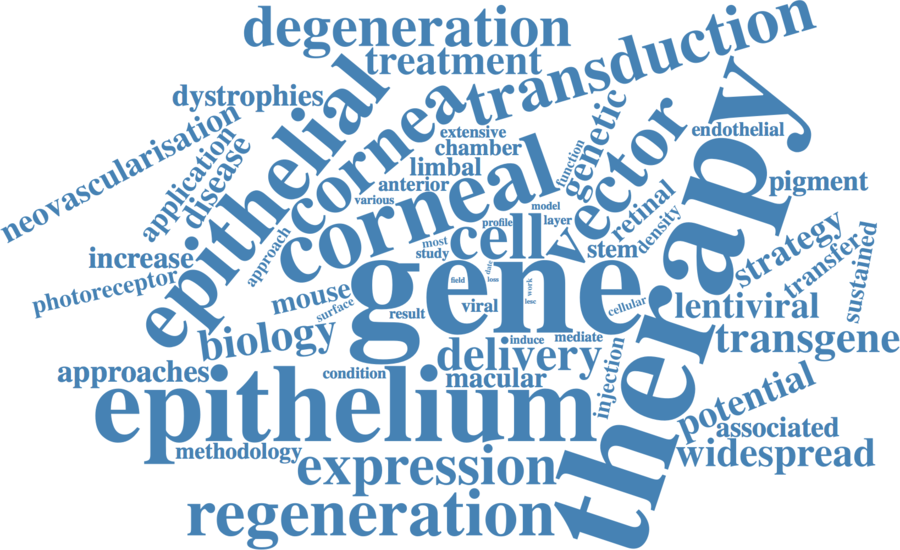 degeneration
treatment
transduction
dystrophies
epithelial
cornea
extensive
chamber
genetic
vector
endothelial
therapy
neovascularisation
application
disease
limbal
anterior
various
function
corneal
pigment
model
layer
profile
retinal
density
approach
most
study
cell
stem
strategy
transfer
sustained
increase
photoreceptor
mouse
surface
gene
field
date
loss
work
lesc
result
viral
cellular
lentiviral
biology
induce
mediate
transgene
delivery
approaches
condition
macular
injection
epithelium
potential
associated
methodology
widespread
expression
regeneration